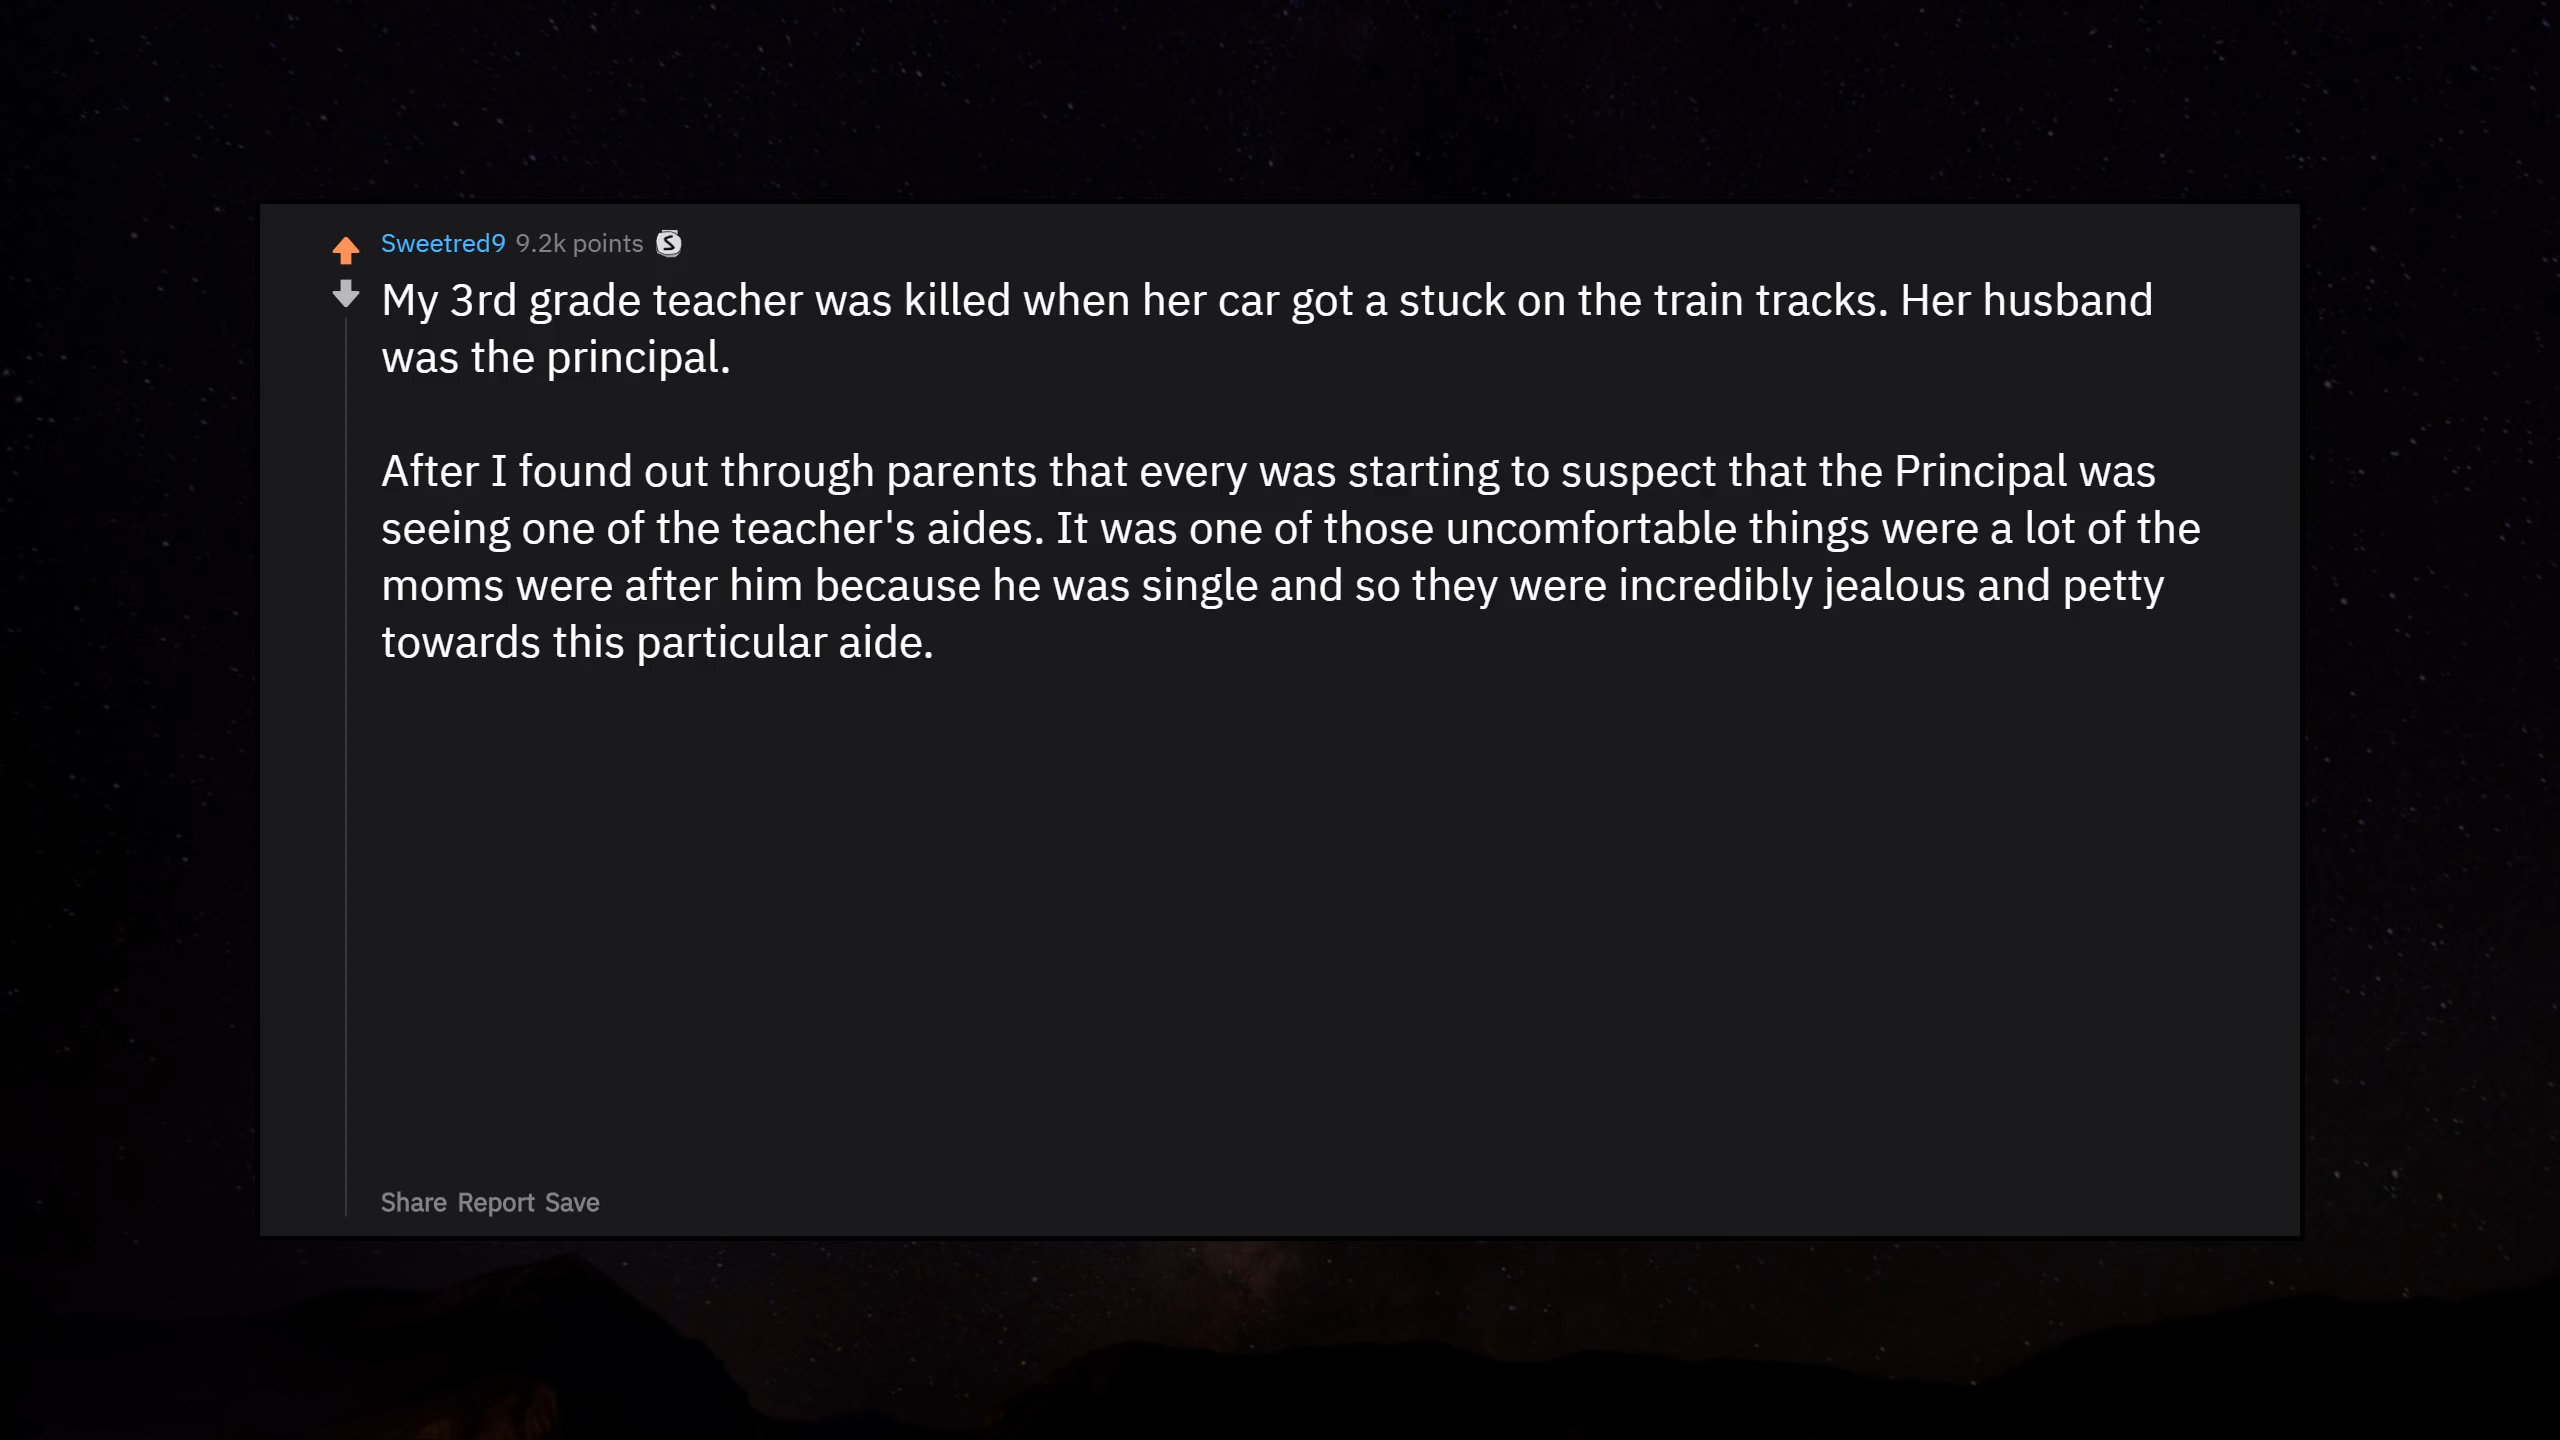 Sweetred9 9.2k points S
My 3rd grade teacher was killed when her car got a stuck on the train tracks. Her husband
was the principal.
After I found out through parents that every was starting to suspect that the Principal was
seeing one of the teacher's aides. It was one of those uncomfortable things were a lot of the
moms were after him because he was single and so they were incredibly jealous and petty
towards this particular aide.
Share Report Save